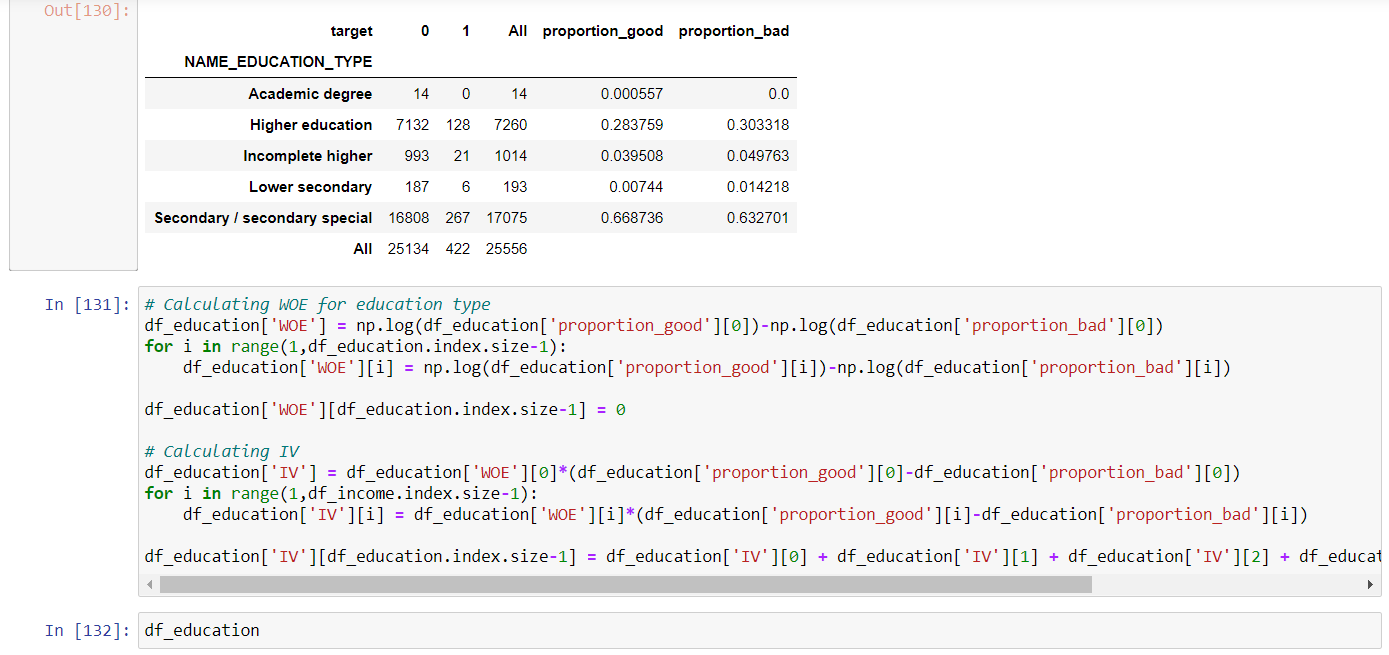 Out[130]:
target 0 1 All proportion_good proportion_bad
NAME_EDUCATION_TYPE
Academic degree 14 0 14 0.000557 0.0
Higher education 7132 128 7260 0.283759 0.303318
Incomplete higher 993 21 1014 0.039508 0.049763
Lower secondary 187 6 193 0.00744 0.014218
Secondary / secondary special 16808 267 17075 0.668736 0.632701
All 25134 422 25556
In [131]: # Calculating WOE for education type
df_education['WOE'] = np.log(df_education['proportion_good'][0])-np.log(df_education['proportion_bad'][0])
for i in range(1,df_education.index.size-1):
    df_education['WOE'][i] = np.log(df_education['proportion_good'][i])-np.log(df_education['proportion_bad'][i])
df_education['WOE'][df_education.index.size-1] = 0
# Calculating IV
df_education['IV'] = df_education['WOE'][0]*(df_education['proportion_good'][0]-df_education['proportion_bad'][0])
for i in range(1,df_income.index.size-1):
    df_education['IV'][i] = df_education['WOE'][i]*(df_education['proportion_good'][i]-df_education['proportion_bad'][i])
df_education['IV'][df_education.index.size-1] = df_education['IV'][0] + df_education['IV'][1] + df_education['IV'][2] + df_educat
In [132]: df_education